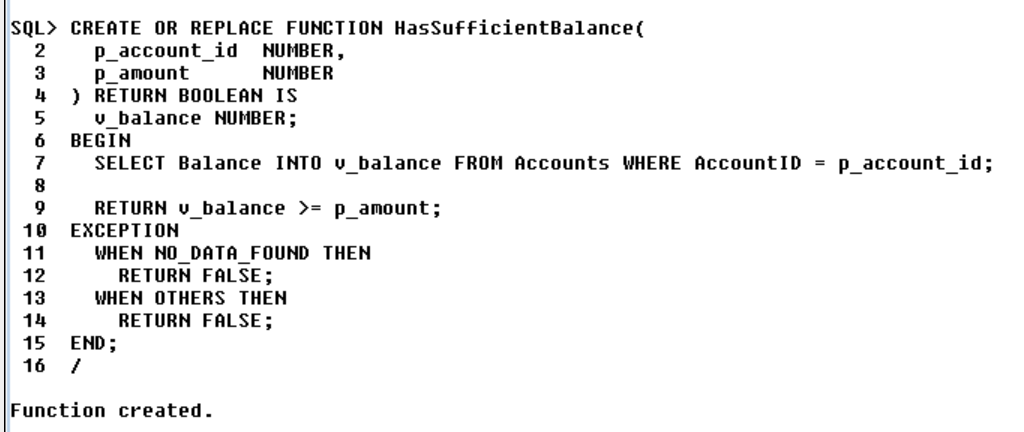 SQL> CREATE OR REPLACE FUNCTION HasSufficientBalance(
  2    p_account_id  NUMBER,
  3    p_amount      NUMBER
  4  ) RETURN BOOLEAN IS
  5    v_balance NUMBER;
  6  BEGIN
  7    SELECT Balance INTO v_balance FROM Accounts WHERE AccountID = p_account_id;
  8
  9    RETURN v_balance >= p_amount;
 10  EXCEPTION
 11    WHEN NO_DATA_FOUND THEN
 12      RETURN FALSE;
 13    WHEN OTHERS THEN
 14      RETURN FALSE;
 15  END;
 16  /
Function created.